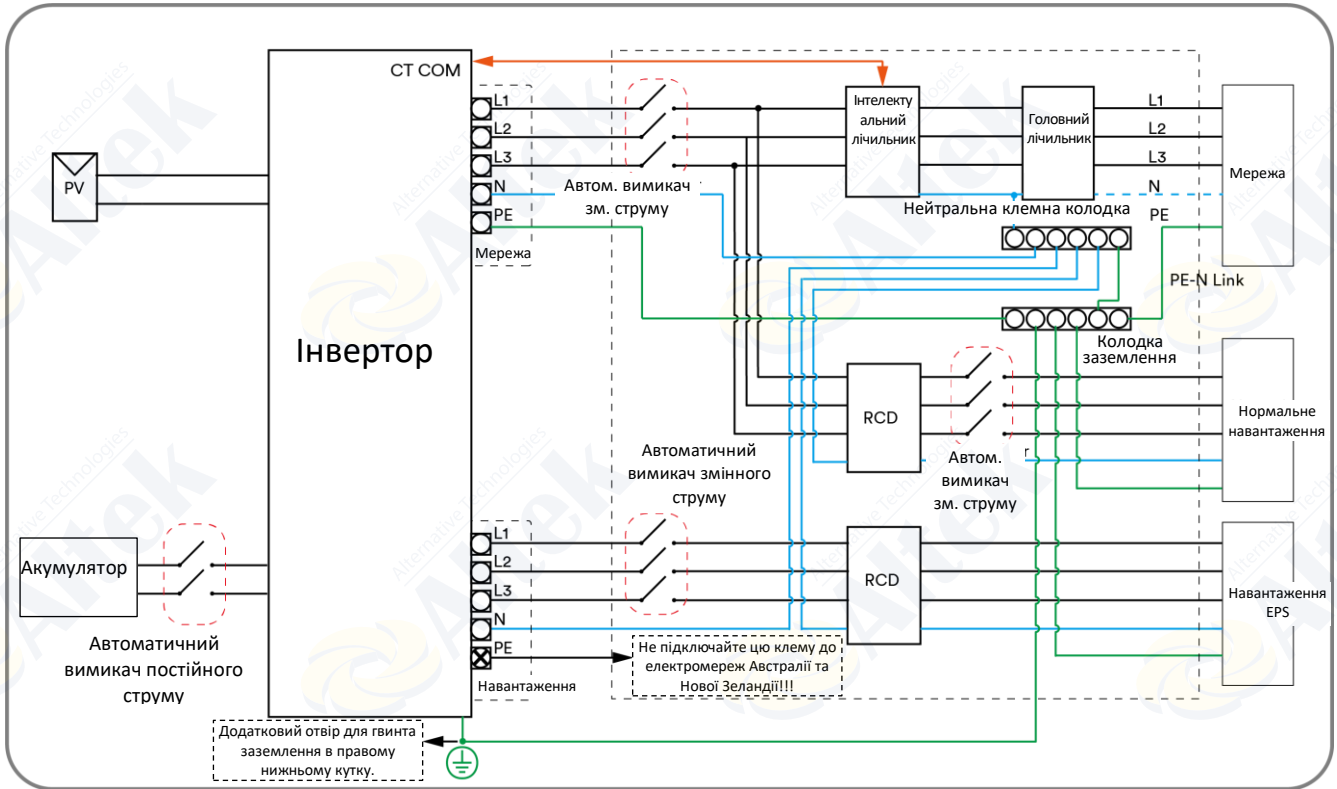 CT COM
L1
L2
L3
N
PE
Мережа
PV
Інвертор
Автом. вимикач
зм. струму
Інтелекту
альний
лічильник
Головний
лічильник
L1
L2
L3
N
PE
Мережа
Нейтральна клемна колодка
PE-N Link
Колодка
заземлення
RCD
Автом.
вимикач
зм. струму
Нормальне
навантаження
Автоматичний
вимикач змінного
струму
L1
L2
L3
N
PE
Навантаження
RCD
Навантаження
EPS
Не підключайте цю клему до
електромереж Австралії та
Нової Зеландії!!!
Акумулятор
Автоматичний
вимикач постійного
струму
Додатковий отвір для гвинта
заземлення в правому
нижньому кутку.
Altek
Alternative Technologies